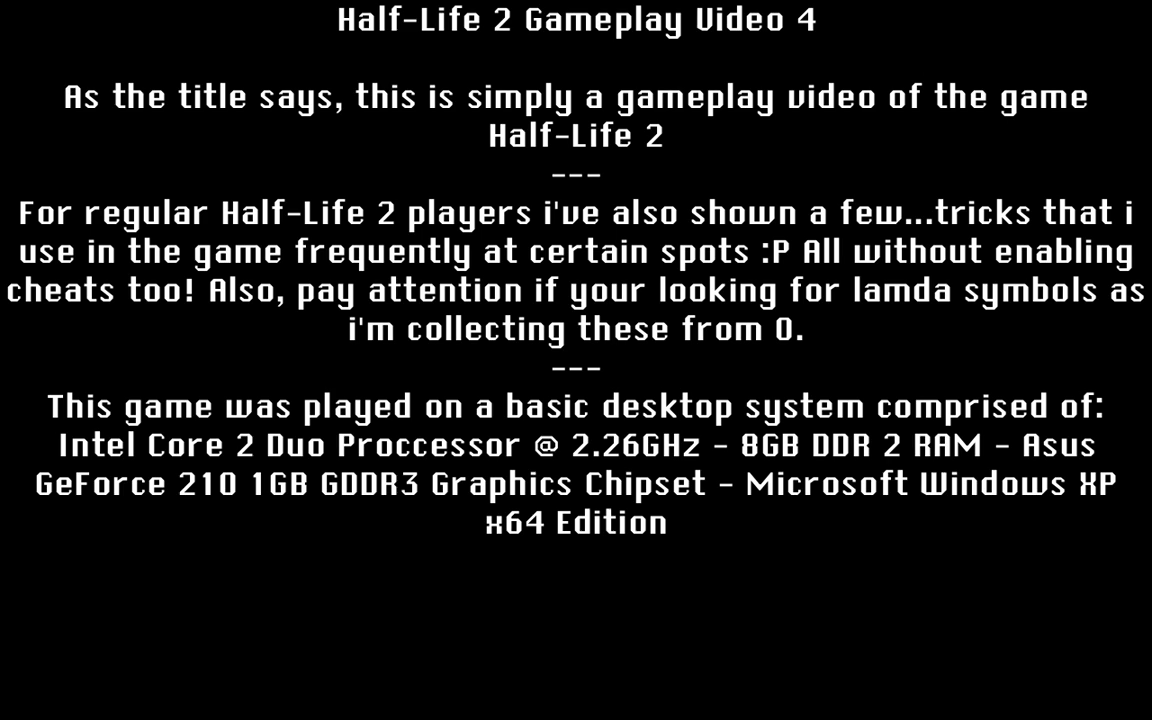 Half-Life 2 Gameplay Video 4
As the title says, this is simply a gameplay video of the game
Half-Life 2
---
For regular Half-Life 2 players i've also shown a few...tricks that i
use in the game frequently at certain spots :P All without enabling
cheats too! Also, pay attention if your looking for lamda symbols as
i'm collecting these from 0.
---
This game was played on a basic desktop system comprised of:
Intel Core 2 Duo Proccessor @ 2.26GHz - 8GB DDR 2 RAM - Asus
GeForce 210 1GB GDDR3 Graphics Chipset - Microsoft Windows XP
x64 Edition